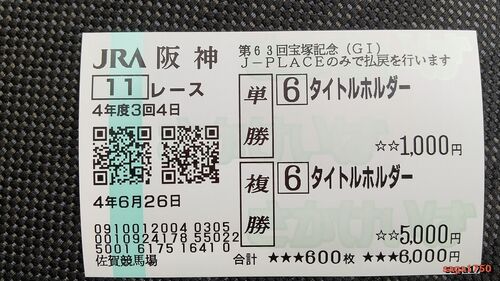 JRA 阪神
第63回宝塚記念(GI)
J-PLACEのみで払戻を行います
11 レース
4年度3回4日
4年6月26日
単勝
6 タイトルホルダー
☆☆1,000円
複勝
6 タイトルホルダー
☆☆5,000円
0910012004 0305
0010924178 55022
5001 6175 16410 0
佐賀競馬場
合計 ★★★600枚 ★★★6,000円
saga1750